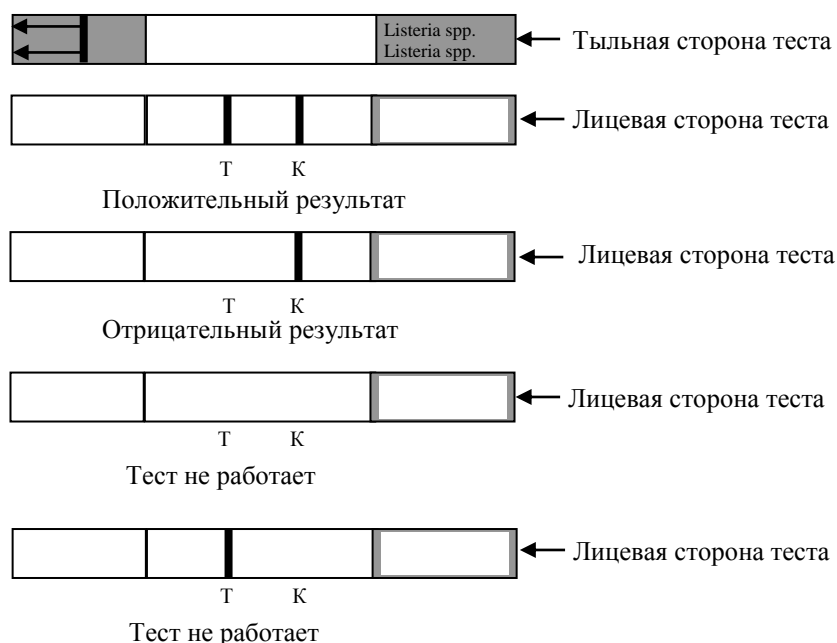 Listeria spp.
Listeria spp.
Тыльная сторона теста
Лицевая сторона теста
Т К
Положительный результат
Лицевая сторона теста
Т К
Отрицательный результат
Лицевая сторона теста
Т К
Тест не работает
Лицевая сторона теста
Т К
Тест не работает